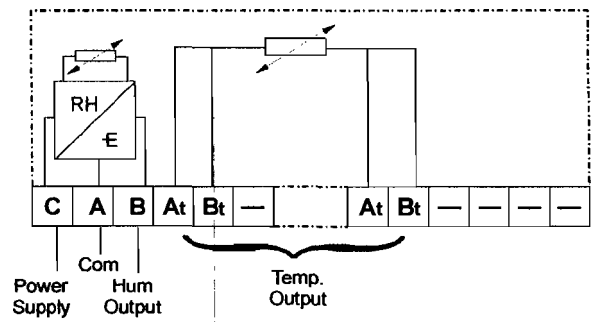 RH
E
C A B At Bt — At Bt — — — —
Com
Power Supply
Hum Output
Temp. Output